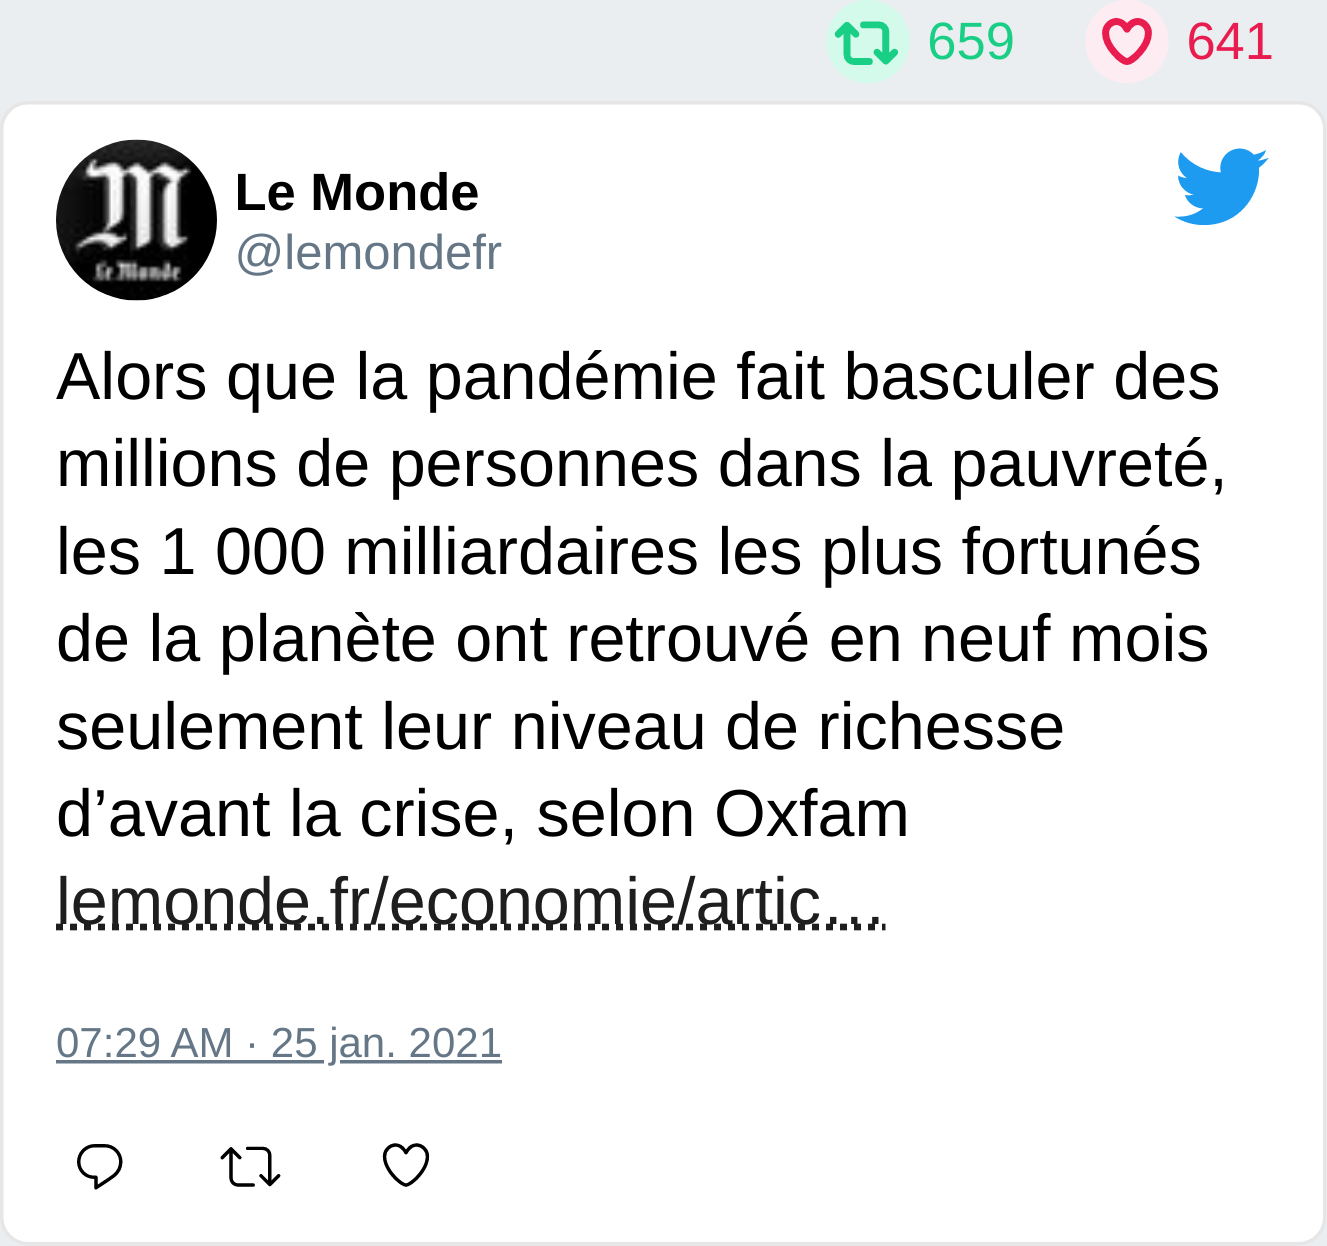 659 641
Le Monde
Le Monde
@lemondefr
Alors que la pandémie fait basculer des
millions de personnes dans la pauvreté,
les 1 000 milliardaires les plus fortunés
de la planète ont retrouvé en neuf mois
seulement leur niveau de richesse
d’avant la crise, selon Oxfam
lemonde.fr/economie/artic…
07:29 AM · 25 jan. 2021